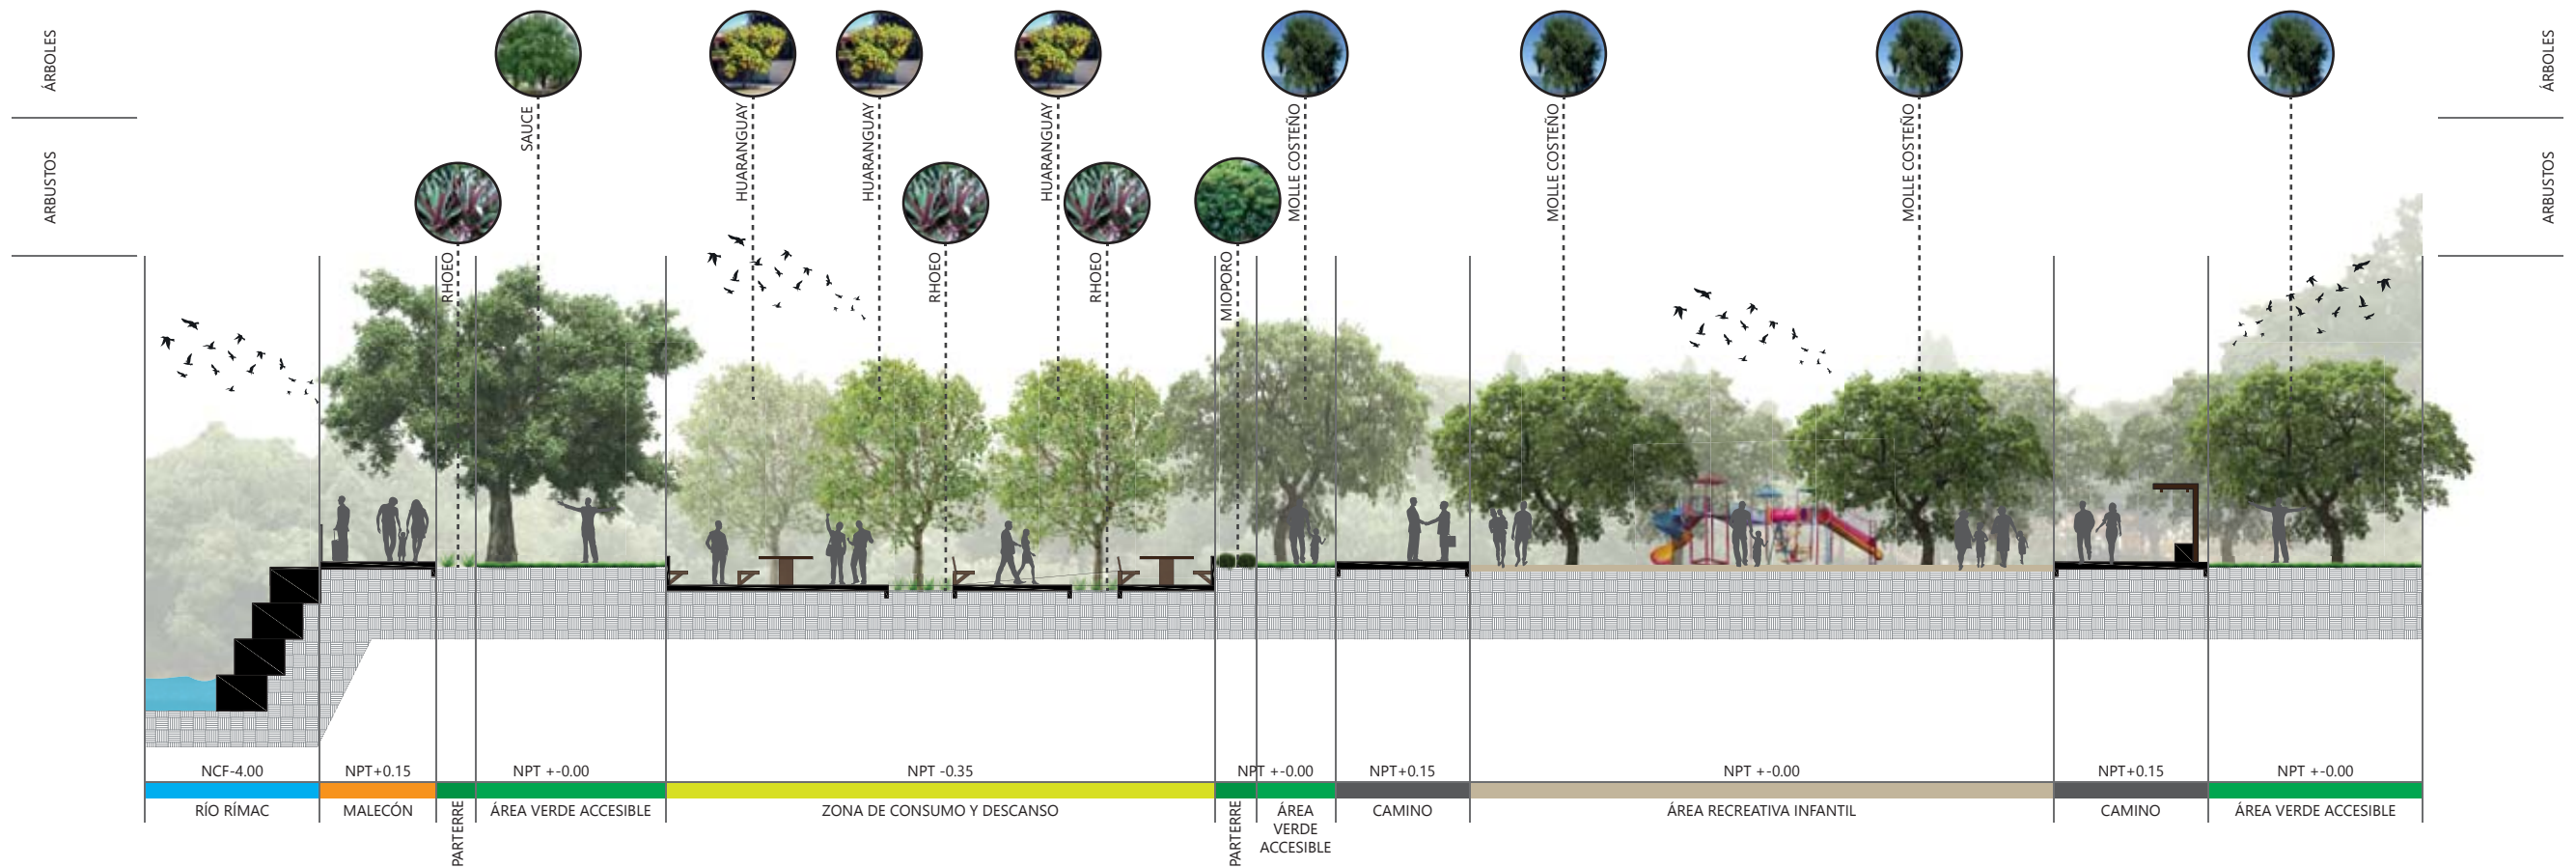 ÁRBOLES
ÁRBOLES
ARBUSTOS
ARBUSTOS
SAUCE
HUARANGUAY
HUARANGUAY
HUARANGUAY
MOLLE COSTEÑO
MOLLE COSTEÑO
MOLLE COSTEÑO
RHOEO
RHOEO
RHOEO
MIOPORO
NCF-4.00
NPT+0.15
NPT +-0.00
NPT -0.35
NPT +-0.00
NPT+0.15
NPT +-0.00
NPT+0.15
NPT +-0.00
RÍO RÍMAC
MALECÓN
PARTERRE
ÁREA VERDE ACCESIBLE
ZONA DE CONSUMO Y DESCANSO
PARTERRE
ÁREA
VERDE
ACCESIBLE
CAMINO
ÁREA RECREATIVA INFANTIL
CAMINO
ÁREA VERDE ACCESIBLE